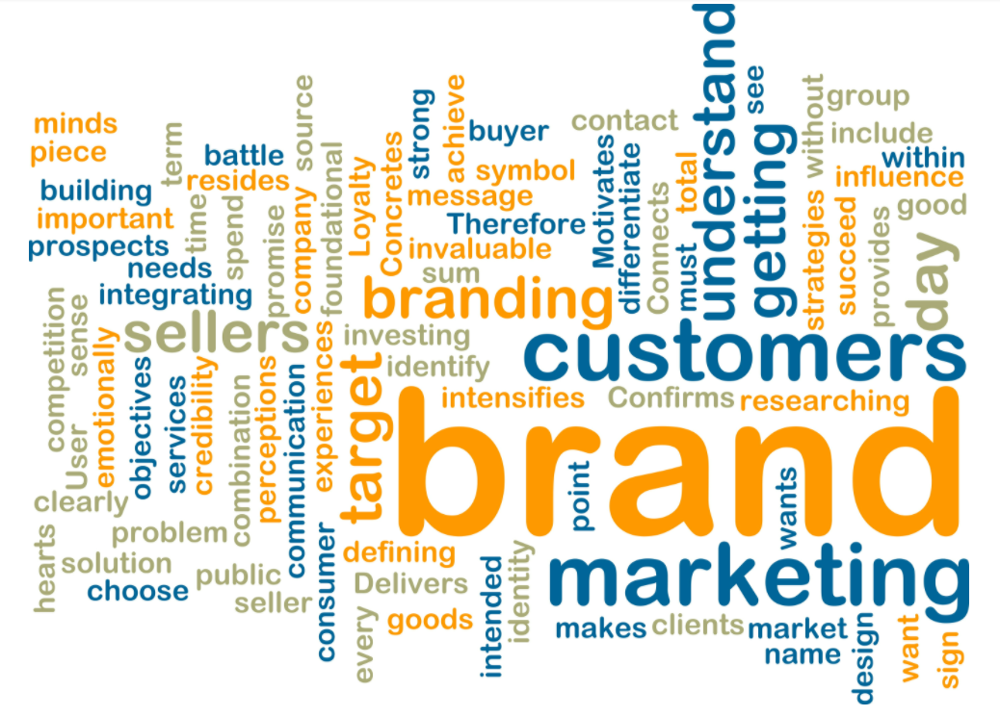 understand
see
source
strong
achieve
without
group
minds
term
buyer
contact
include
piece
battle
foundational
Loyalty
Concretes
symbol
Motivates
differentiate
total
getting
within
influence
building
resides
message
important
time
spend
promise
company
Therefore
Connects
must
strategies
succeed
provides
good
prospects
invaluable
day
needs
sum
integrating
branding
competition
sense
sellers
investing
customers
User
emotionally
objectives
services
credibility
combination
perceptions
communication
experiences
target
identify
intensifies
Confirms
researching
brand
point
wants
clearly
problem
hearts
solution
choose
public
seller
consumer
defining
Delivers
every
goods
intended
identity
marketing
makes
clients
market
name
design
want
sign